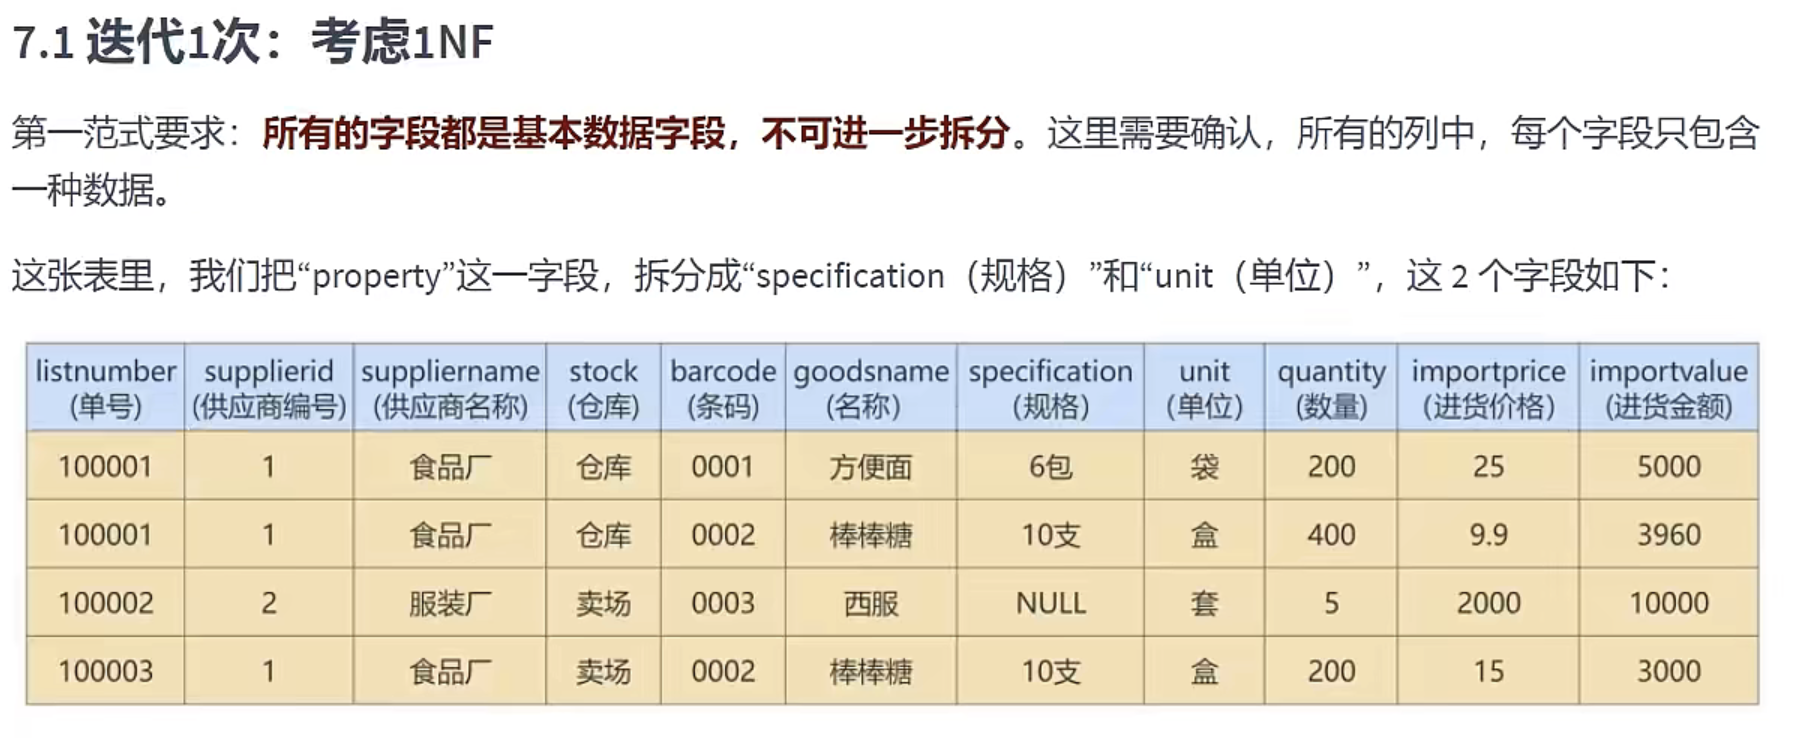 7.1 迭代1次：考虑1NF
第一范式要求：所有的字段都是基本数据字段，不可进一步拆分。这里需要确认，所有的列中，每个字段只包含
一种数据。
这张表里，我们把“property”这一字段，拆分成“specification（规格）”和“unit（单位）”，这 2 个字段如下：
listnumber supplierid suppliername stock barcode goodsname specification unit quantity importprice importvalue
(单号) (供应商编号) (供应商名称) (仓库) (条码) (名称) (规格) (单位) (数量) (进货价格) (进货金额)
100001 1 食品厂 仓库 0001 方便面 6包 袋 200 25 5000
100001 1 食品厂 仓库 0002 棒棒糖 10支 盒 400 9.9 3960
100002 2 服装厂 卖场 0003 西服 NULL 套 5 2000 10000
100003 1 食品厂 卖场 0002 棒棒糖 10支 盒 200 15 3000